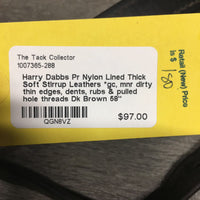 The Tack Collector
1007365-288
Harry Dabbs Pr Nylon Lined Thick
Soft Stirrup Leathers "gc, mnr dirty
thin edges, dents, rubs & pulled
hole threads Dk Brown 68"
QGN8VZ
$97.00
Retail (New) Price
is $ 180